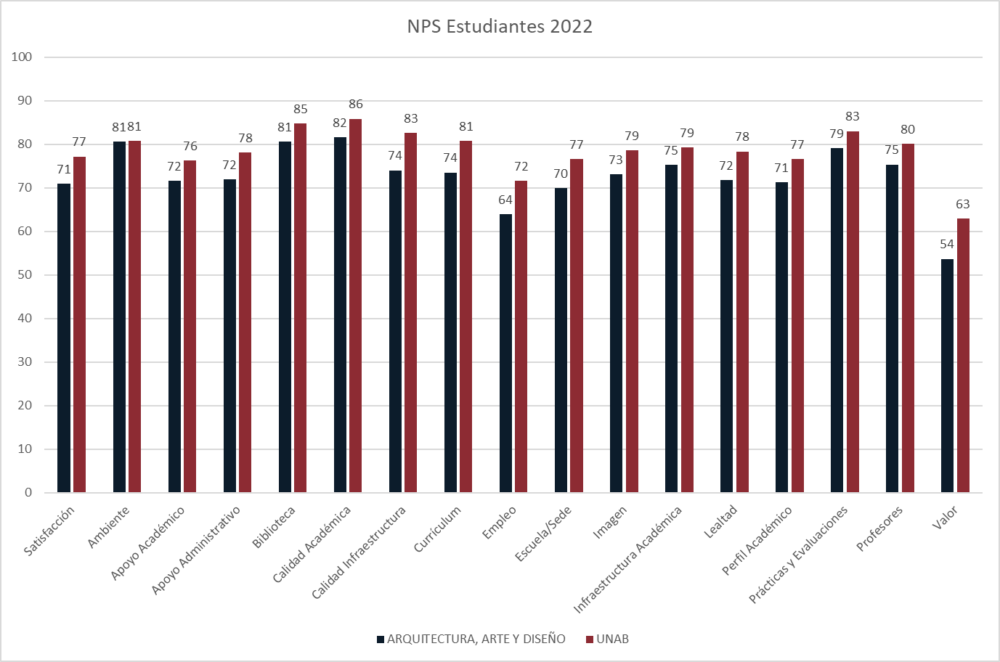 NPS Estudiantes 2022
100
90
80
70
60
50
40
30
20
10
0
71 77
81 81
72 76
72 78
81 85
82 86
74 83
74 81
64 72
70 77
73 79
75 79
72 78
71 77
79 83
75 80
54 63
Satisfacción
Ambiente
Apoyo Académico
Apoyo Administrativo
Biblioteca
Calidad Académica
Calidad Infraestructura
Currículum
Empleo
Escuela/Sede
Imagen
Infraestructura Académica
Lealtad
Perfil Académico
Prácticas y Evaluaciones
Profesores
Valor
ARQUITECTURA, ARTE Y DISEÑO UNAB